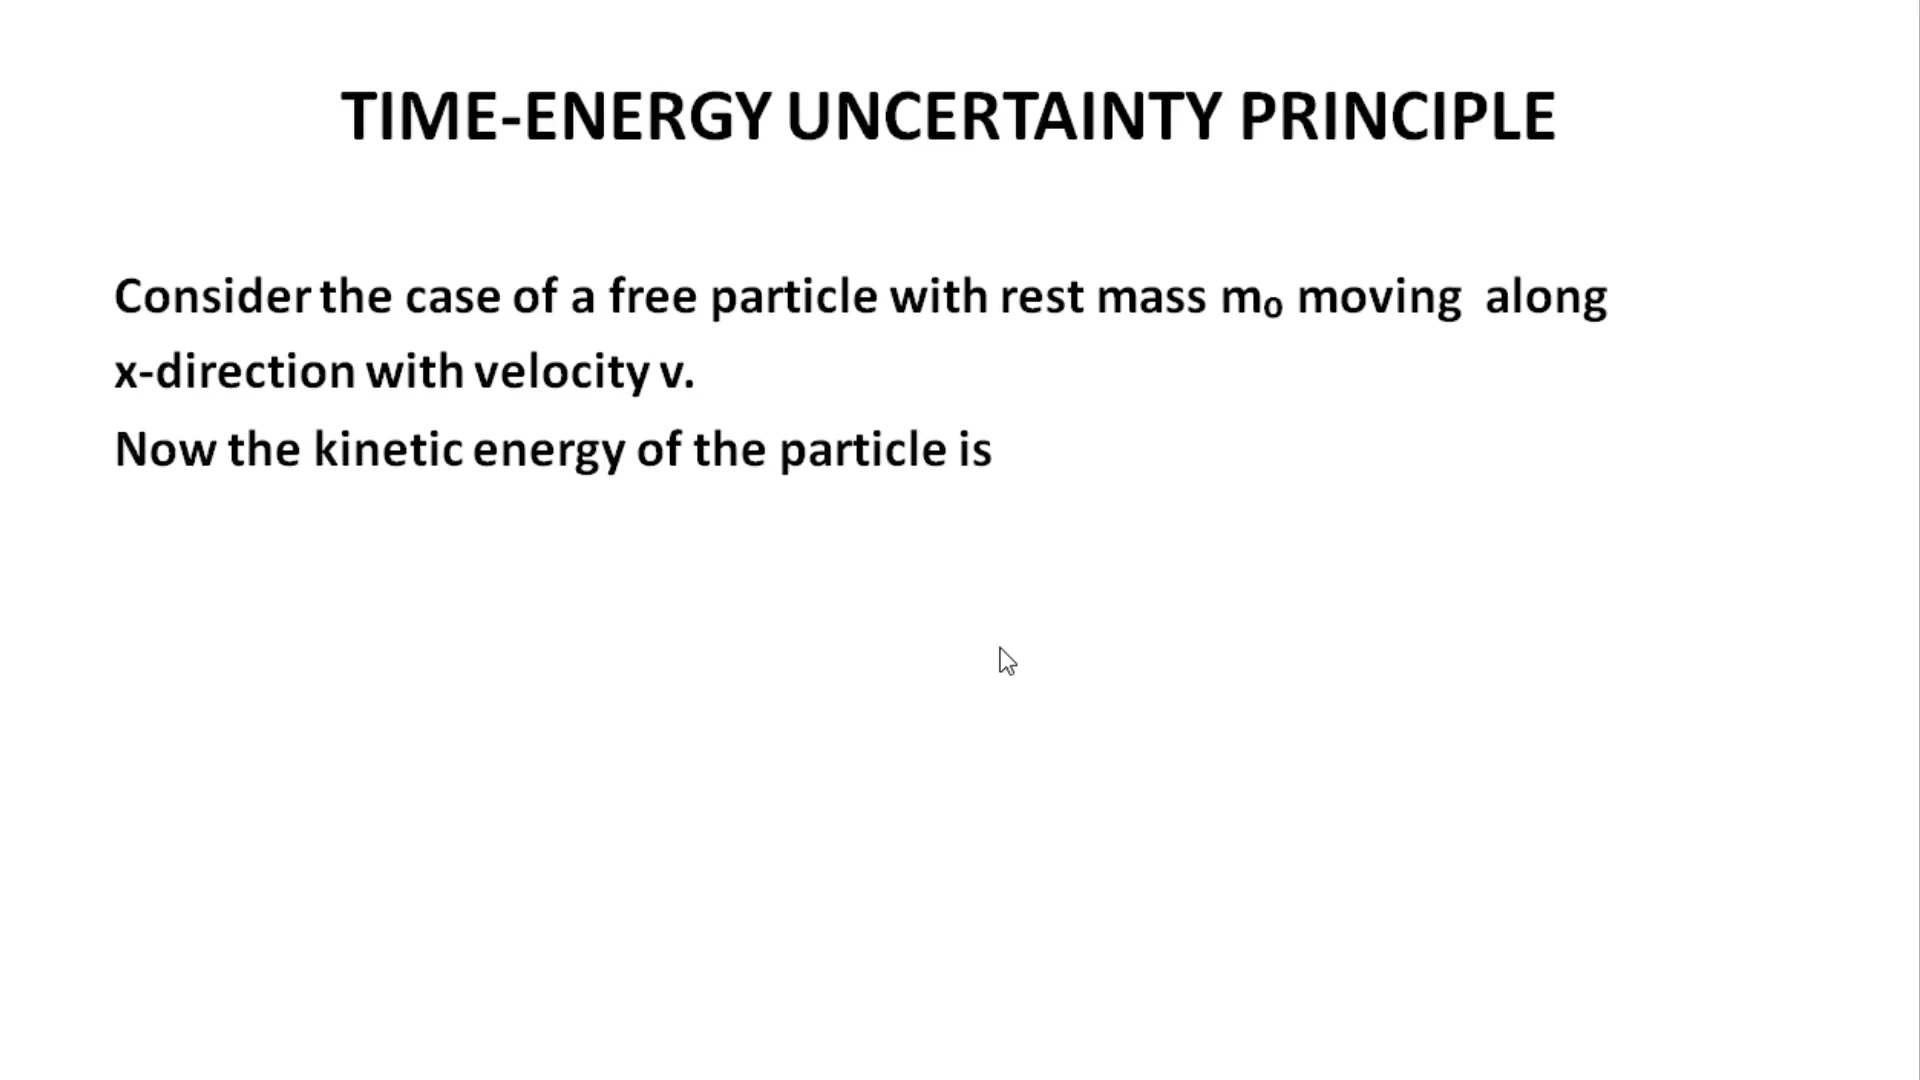 TIME-ENERGY UNCERTAINTY PRINCIPLE
Consider the case of a free particle with rest mass m₀ moving along
x-direction with velocity v.
Now the kinetic energy of the particle is